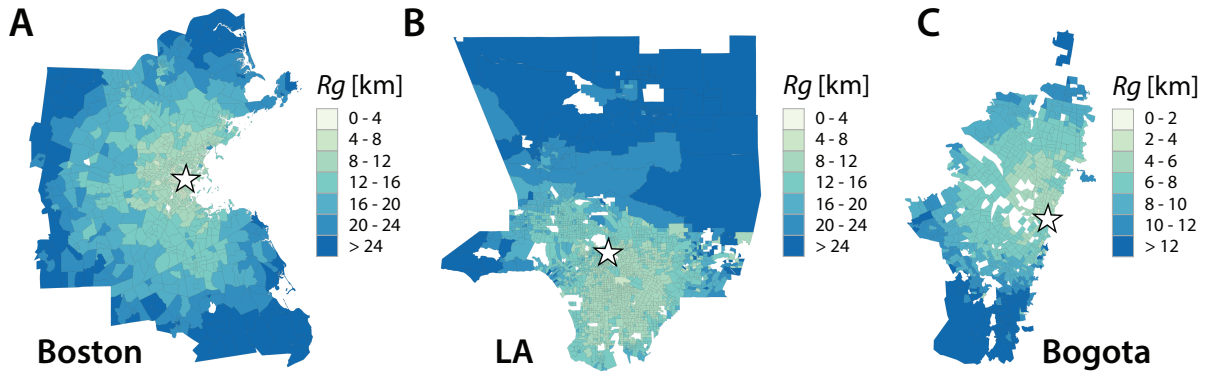 A
Boston
Rg [km]
0 - 4
4 - 8
8 - 12
12 - 16
16 - 20
20 - 24
> 24
B
LA
Rg [km]
0 - 4
4 - 8
8 - 12
12 - 16
16 - 20
20 - 24
> 24
C
Bogota
Rg [km]
0 - 2
2 - 4
4 - 6
6 - 8
8 - 10
10 - 12
> 12